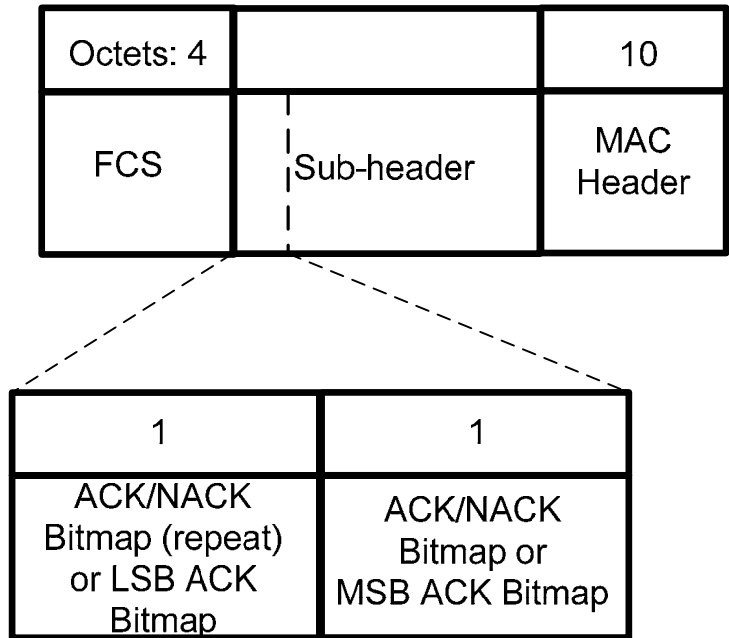 Octets: 4
10
FCS
Sub-header
MAC
Header
1
1
ACK/NACK
Bitmap (repeat)
or LSB ACK
Bitmap
ACK/NACK
Bitmap or
MSB ACK Bitmap